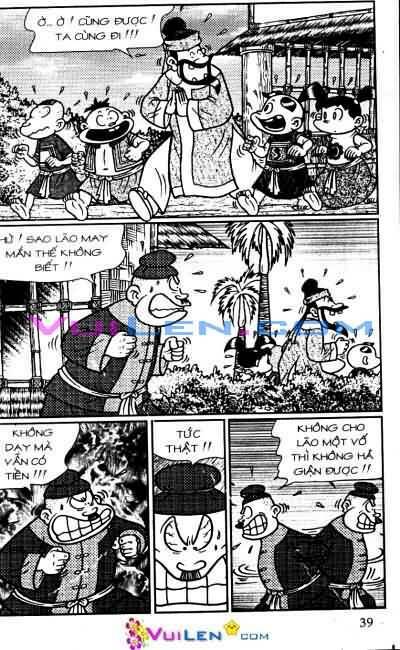 Ờ... Ờ ! CŨNG ĐƯỢC !
TA CÙNG ĐI !!!
HỪ ! SAO LÃO MAY
MẮN THẾ KHÔNG
BIẾT !!
VuiLen.com
KHÔNG
DẠY MÀ
VẪN CÓ
TIỀN !!!
TỨC
THẬT !!
KHÔNG CHO
LÃO MỘT VỐ
THÌ KHÔNG HẢ
GIẬN ĐƯỢC !!
39
VuiLen.com